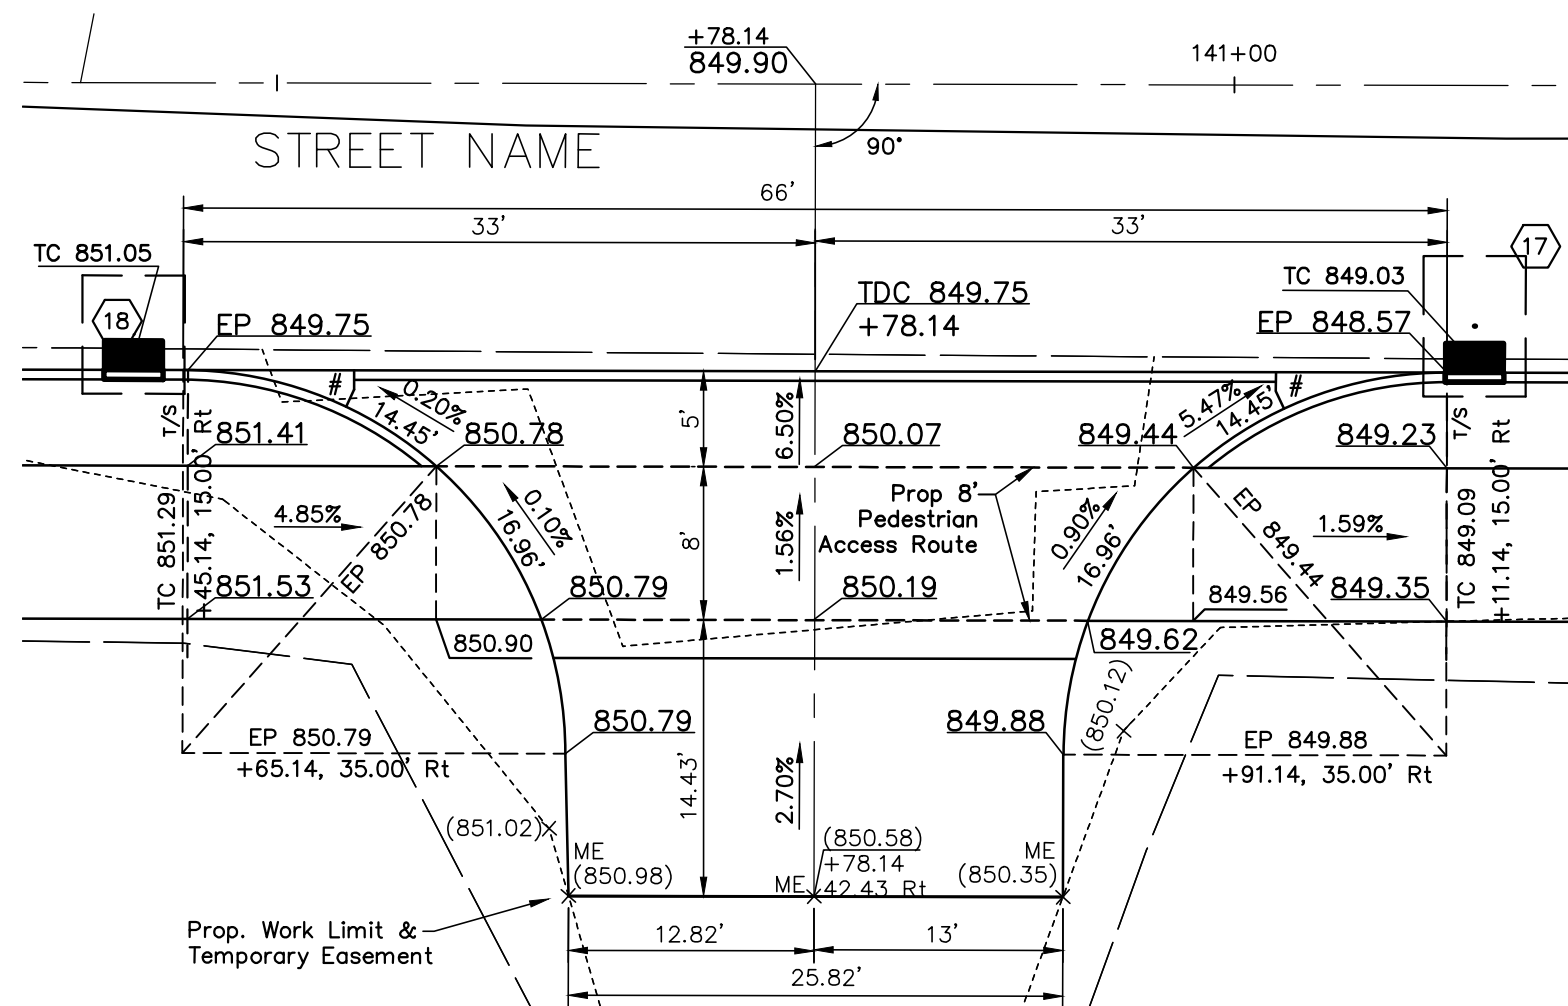 +78.14
849.90
141+00
90°
STREET NAME
66'
33'
33'
17
TC 851.05
TC 849.03
18
EP 849.75
TDC 849.75
+78.14
EP 848.57
#
0.20%
14.45'
5'
6.50%
5.47%
14.45'
#
T/S
851.41
850.78
850.07
849.44
849.23
T/S
TC 851.29
+45.14, 15.00' Rt
4.85%
EP 850.78
0.10%
16.96'
8'
1.56%
Prop 8'
Pedestrian
Access Route
0.90%
16.96'
EP 849.44
1.59%
TC 849.09
+11.14, 15.00' Rt
851.53
850.79
850.19
849.56
849.35
850.90
849.62
850.79
849.88
(850.12)
EP 850.79
+65.14, 35.00' Rt
14.43'
2.70%
EP 849.88
+91.14, 35.00' Rt
(851.02)
ME
(850.98)
(850.58)
+78.14
ME 42.43 Rt
ME
(850.35)
Prop. Work Limit &
Temporary Easement
12.82'
13'
25.82'